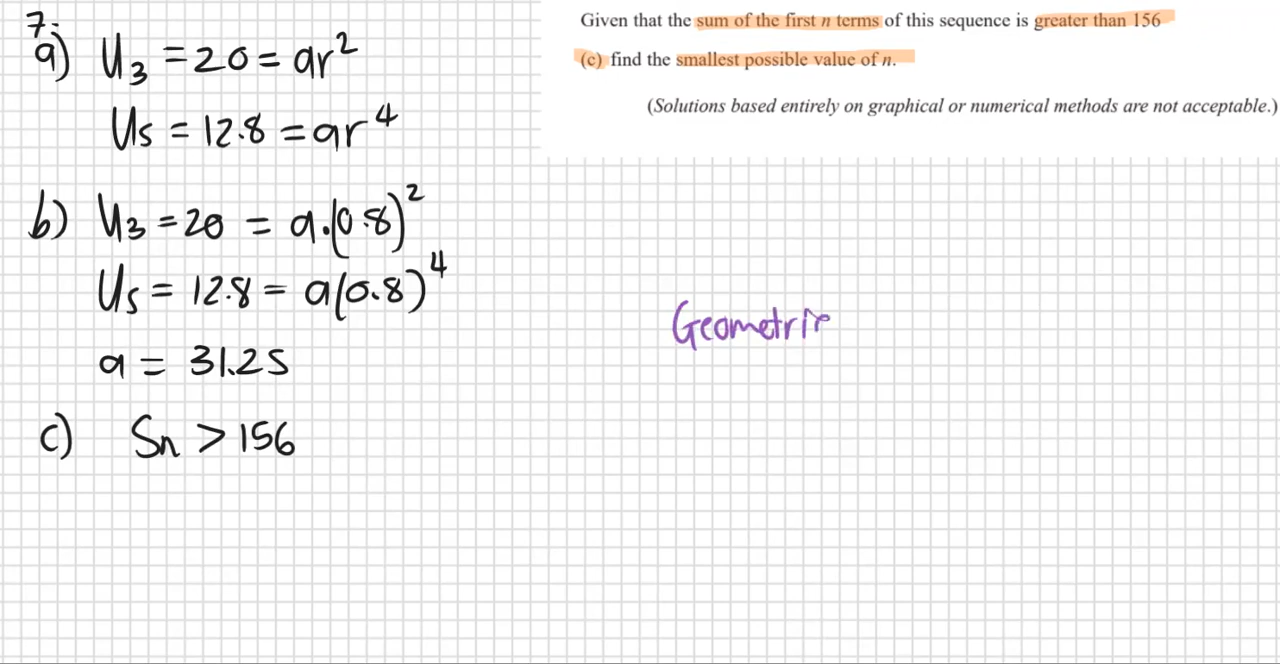 7.
a) U₃ = 20 = ar²
U₅ = 12.8 = ar⁴
b) U₃ = 20 = a.(0.8)²
U₅ = 12.8 = a(0.8)⁴
a = 31.25
c) Sn > 156
Given that the sum of the first n terms of this sequence is greater than 156
(c) find the smallest possible value of n.
(Solutions based entirely on graphical or numerical methods are not acceptable.)
Geometric